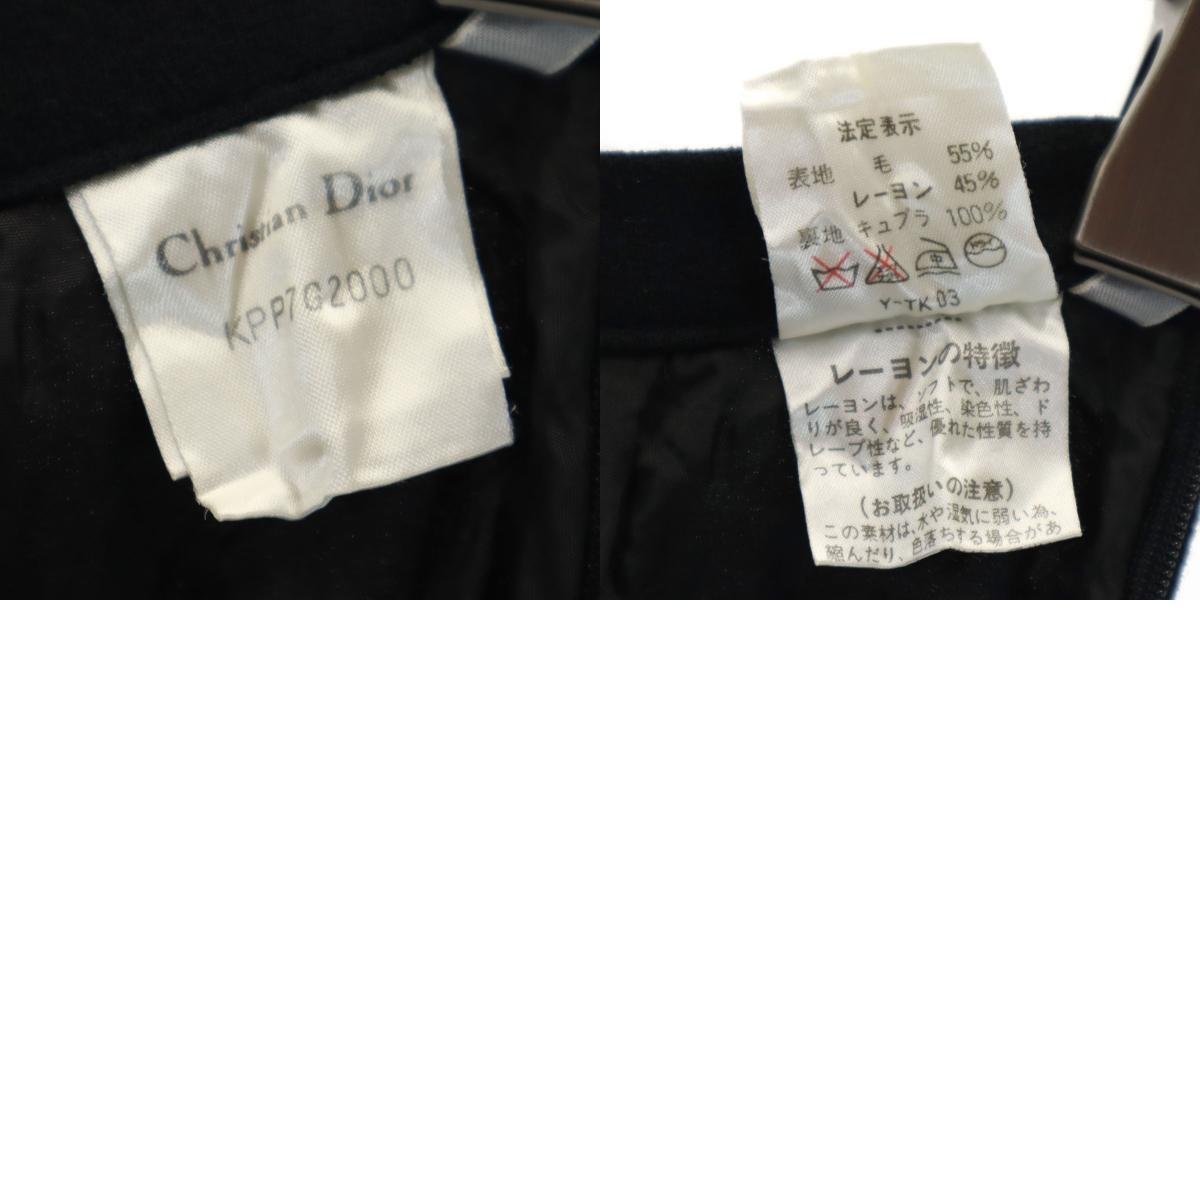 Christian Dior
KPP7G2000
法定表示
表地 毛 55%
レーヨン 45%
裏地 キュプラ 100%
中
Y-TK 03
レーヨンの特徴
レーヨンは、ソフトで、肌ざわ
りが良く、吸湿性、染色性、ド
レープ性など、優れた性質を持
っています。
(お取扱いの注意)
この素材は、水や湿気に弱い為、
縮んだり、色落ちする場合があ